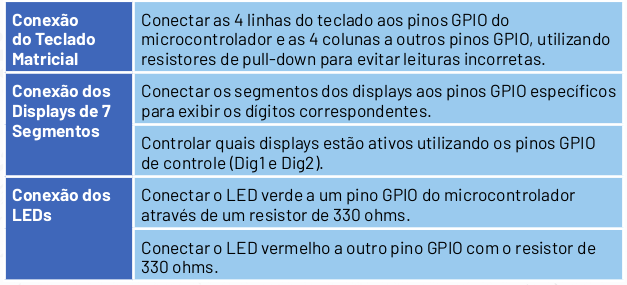 Conexão
do Teclado
Matricial
Conectar as 4 linhas do teclado aos pinos GPIO do
microcontrolador e as 4 colunas a outros pinos GPIO, utilizando
resistores de pull-down para evitar leituras incorretas.
Conexão dos
Displays de 7
Segmentos
Conectar os segmentos dos displays aos pinos GPIO específicos
para exibir os dígitos correspondentes.
Controlar quais displays estão ativos utilizando os pinos GPIO
de controle (Dig1 e Dig2).
Conexão dos
LEDs
Conectar o LED verde a um pino GPIO do microcontrolador
através de um resistor de 330 ohms.
Conectar o LED vermelho a outro pino GPIO com o resistor de
330 ohms.